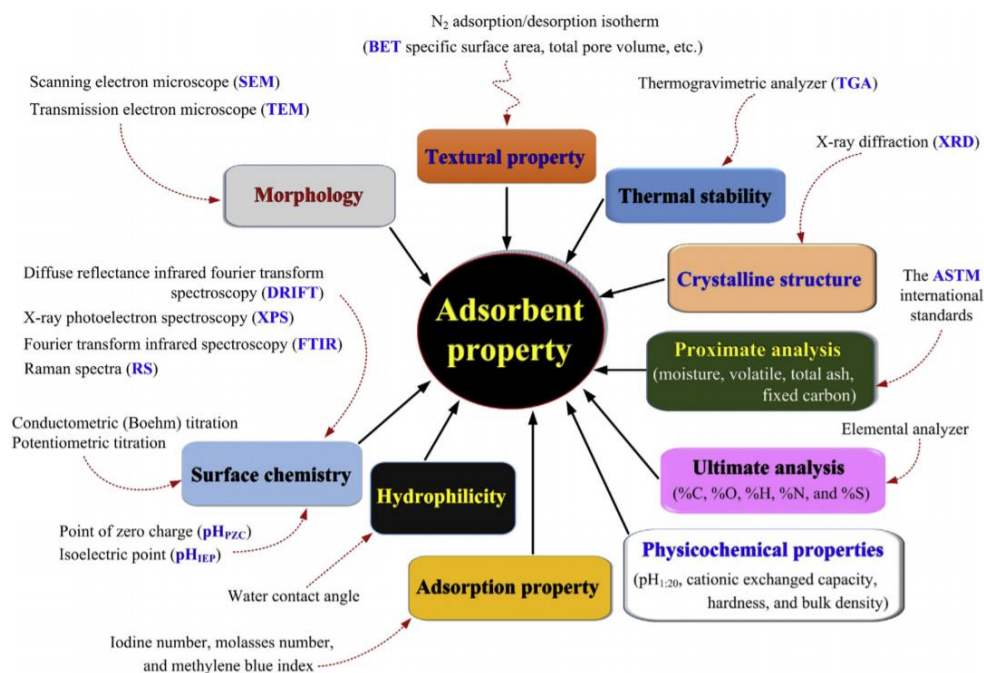 N₂ adsorption/desorption isotherm
(BET specific surface area, total pore volume, etc.)
Scanning electron microscope (SEM)
Transmission electron microscope (TEM)
Thermogravimetric analyzer (TGA)
X-ray diffraction (XRD)
Textural property
Morphology
Thermal stability
Crystalline structure
Diffuse reflectance infrared fourier transform
spectroscopy (DRIFT)
X-ray photoelectron spectroscopy (XPS)
Fourier transform infrared spectroscopy (FTIR)
Raman spectra (RS)
Adsorbent
property
The ASTM
international
standards
Proximate analysis
(moisture, volatile, total ash,
fixed carbon)
Conductometric (Boehm) titration
Potentiometric titration
Elemental analyzer
Surface chemistry
Hydrophilicity
Ultimate analysis
(%C, %O, %H, %N, and %S)
Point of zero charge (pH_PZC)
Isoelectric point (pH_IEP)
Physicochemical properties
(pH₁:₂₀, cationic exchanged capacity,
hardness, and bulk density)
Water contact angle
Adsorption property
Iodine number, molasses number,
and methylene blue index